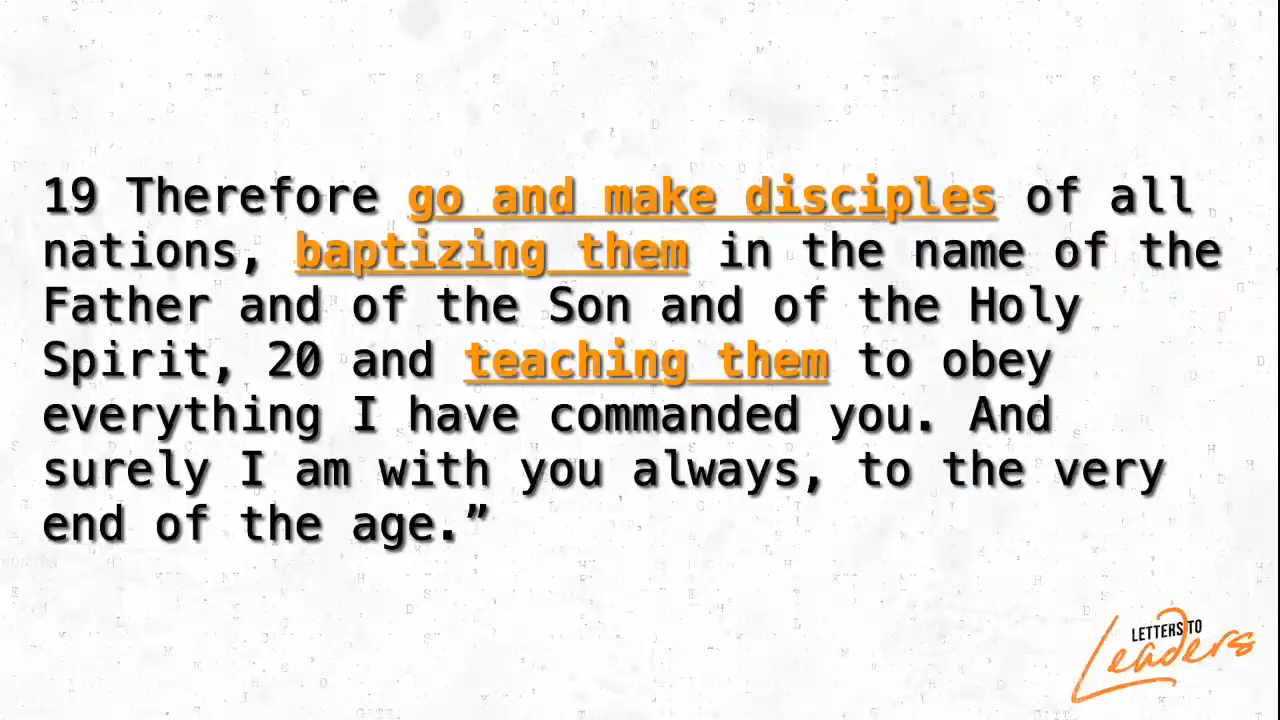 19 Therefore go and make disciples of all
nations, baptizing them in the name of the
Father and of the Son and of the Holy
Spirit, 20 and teaching them to obey
everything I have commanded you. And
surely I am with you always, to the very
end of the age.”
LETTERS TO
Leaders